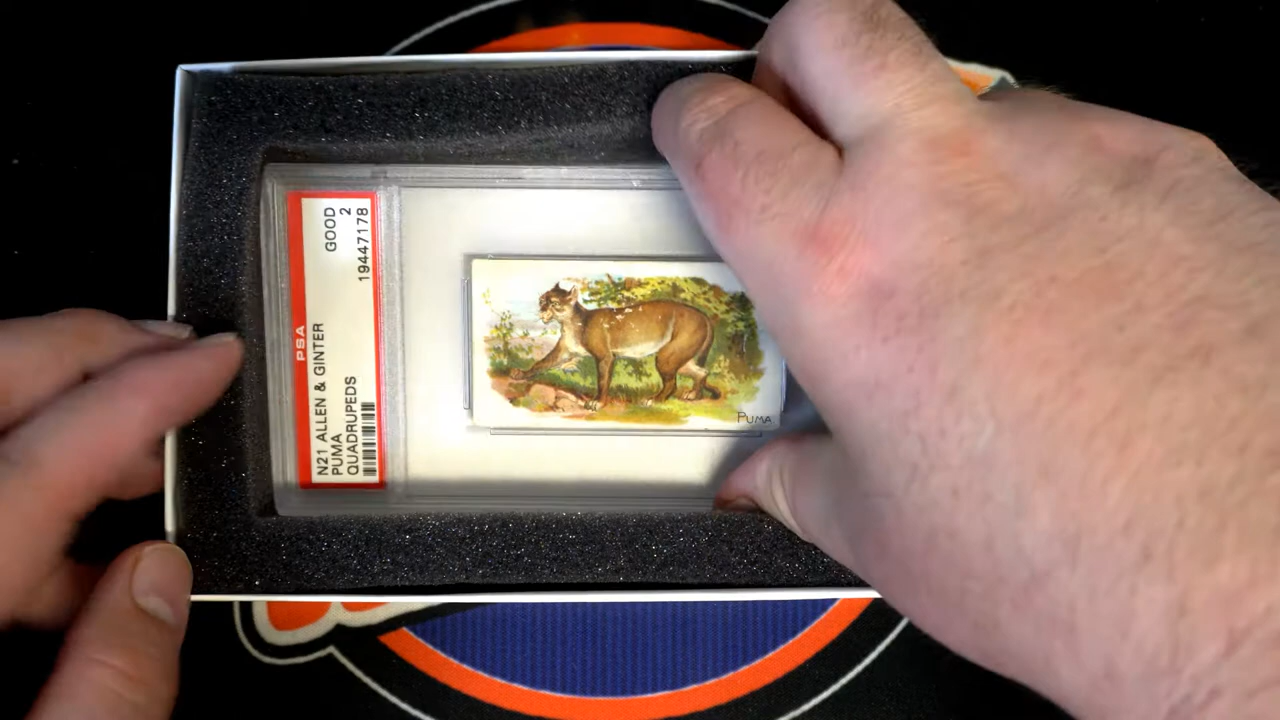 N21 ALLEN & GINTER
PUMA
QUADRUPEDS
GOOD
2
19447178
PSA
PUMA